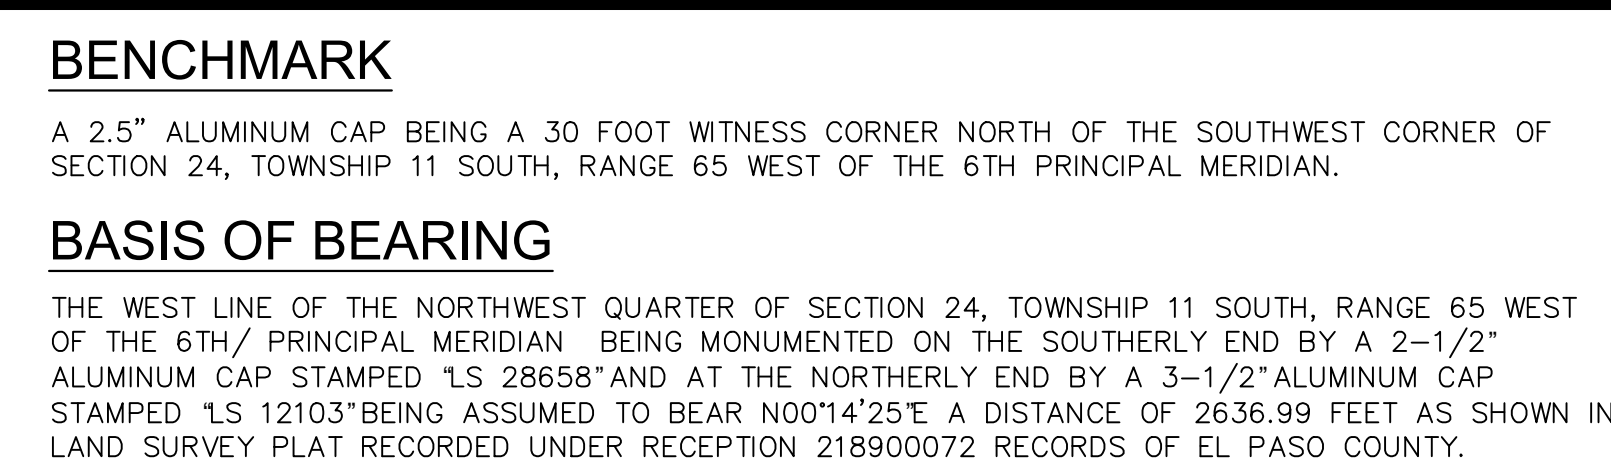 BENCHMARK
A 2.5" ALUMINUM CAP BEING A 30 FOOT WITNESS CORNER NORTH OF THE SOUTHWEST CORNER OF
SECTION 24, TOWNSHIP 11 SOUTH, RANGE 65 WEST OF THE 6TH PRINCIPAL MERIDIAN.
BASIS OF BEARING
THE WEST LINE OF THE NORTHWEST QUARTER OF SECTION 24, TOWNSHIP 11 SOUTH, RANGE 65 WEST
OF THE 6TH/ PRINCIPAL MERIDIAN BEING MONUMENTED ON THE SOUTHERLY END BY A 2-1/2"
ALUMINUM CAP STAMPED "LS 28658" AND AT THE NORTHERLY END BY A 3-1/2" ALUMINUM CAP
STAMPED "LS 12103" BEING ASSUMED TO BEAR N00°14'25"E A DISTANCE OF 2636.99 FEET AS SHOWN IN
LAND SURVEY PLAT RECORDED UNDER RECEPTION 218900072 RECORDS OF EL PASO COUNTY.